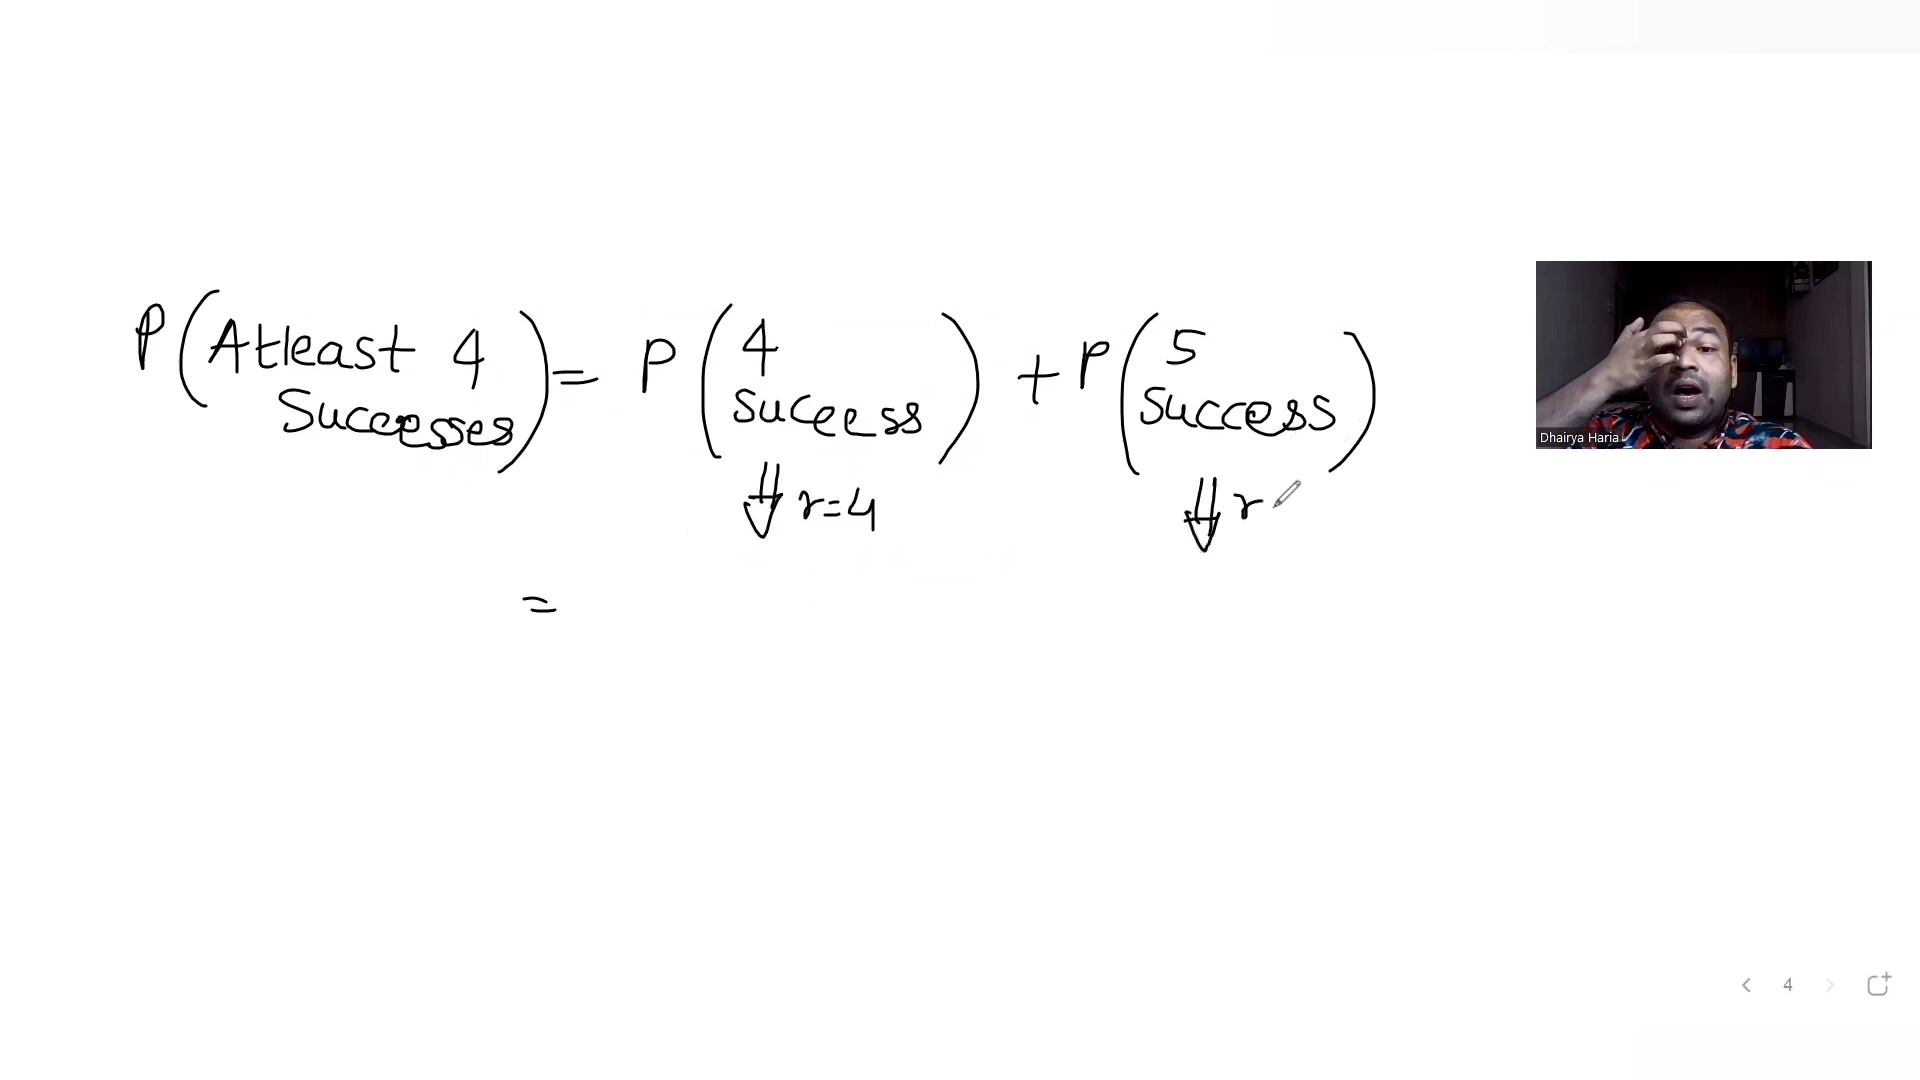 P(Atleast 4 Successes) = P(4 success) + P(5 success)
⇓ r=4 ⇓ r
=
Dhairya Haria
4